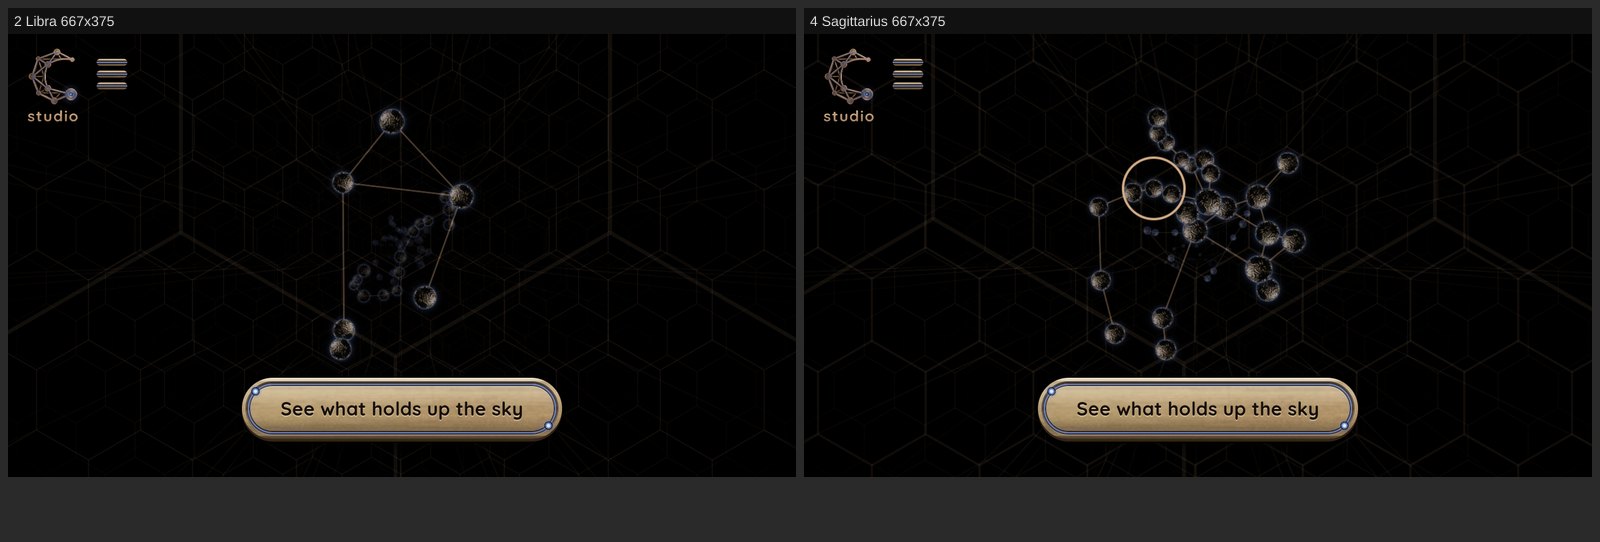 2 Libra 667x375
studio
See what holds up the sky
4 Sagittarius 667x375
studio
See what holds up the sky